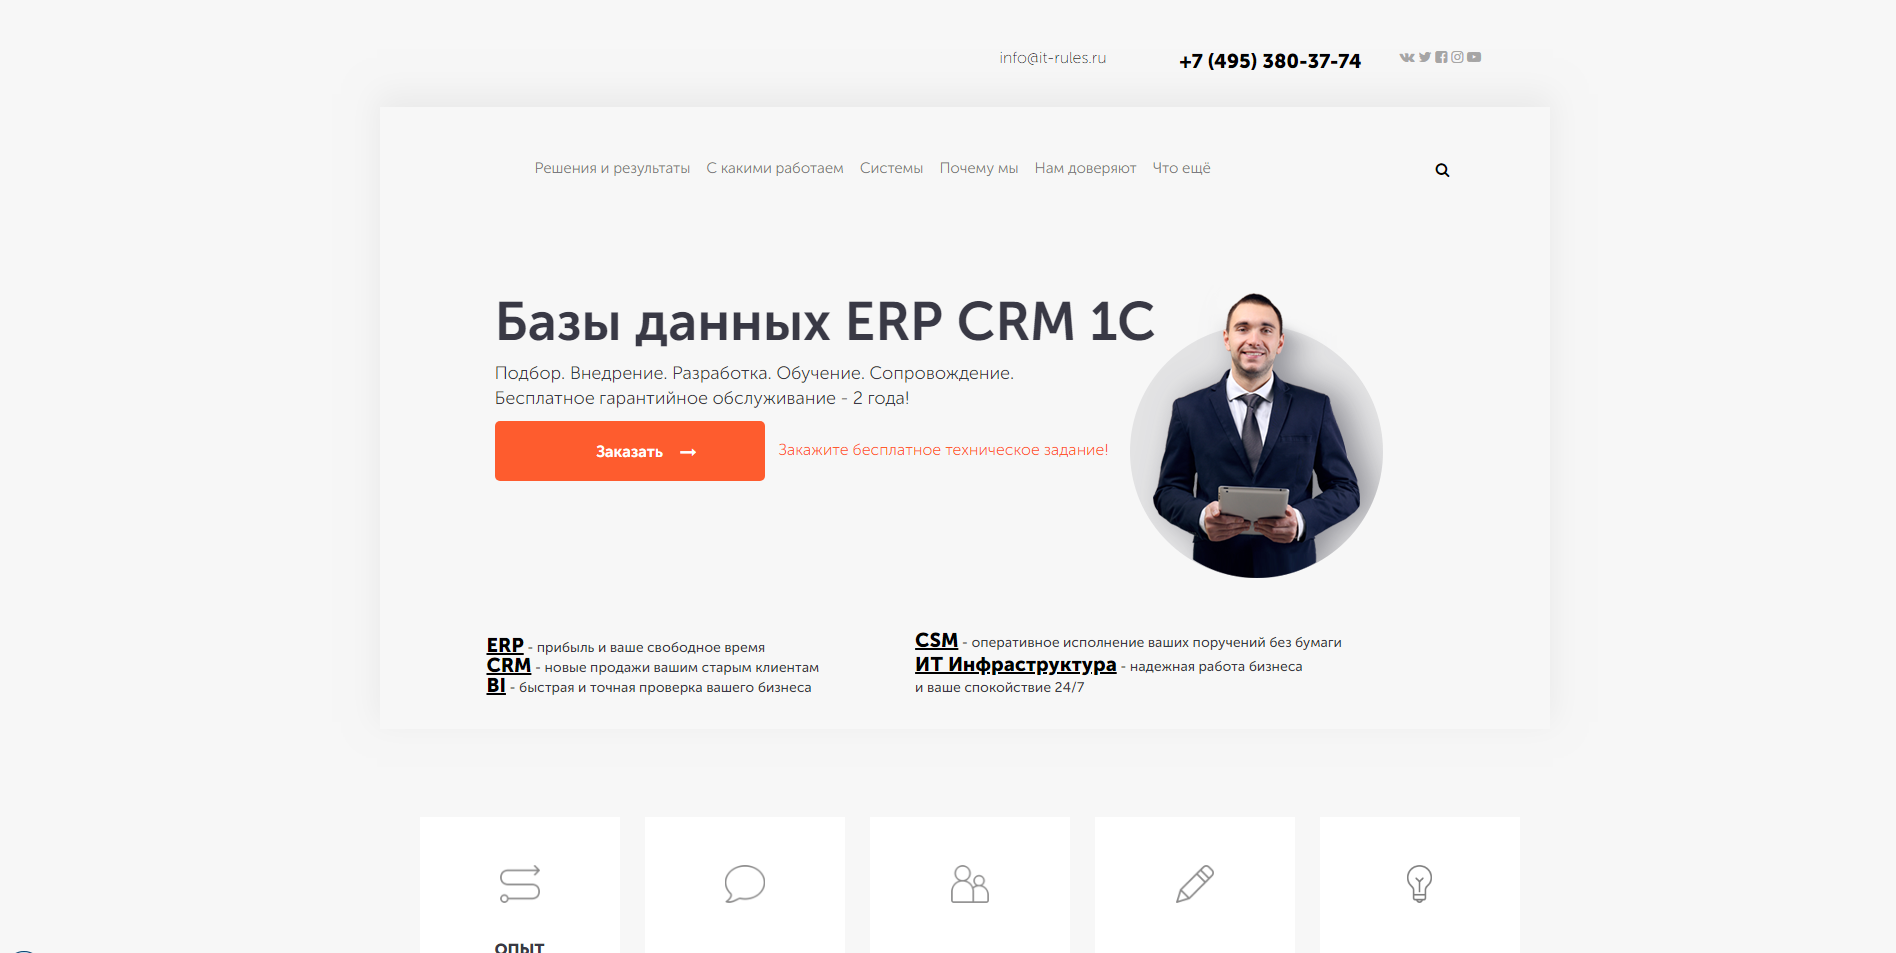 info@it-rules.ru
+7 (495) 380-37-74
Решения и результаты С какими работаем Системы Почему мы Нам доверяют Что ещё
Базы данных ERP CRM 1С
Подбор. Внедрение. Разработка. Обучение. Сопровождение.
Бесплатное гарантийное обслуживание - 2 года!
Заказать
Закажите бесплатное техническое задание!
ERP - прибыль и ваше свободное время
CRM - новые продажи вашим старым клиентам
BI - быстрая и точная проверка вашего бизнеса
CSM - оперативное исполнение ваших поручений без бумаги
ИТ Инфраструктура - надежная работа бизнеса
и ваше спокойствие 24/7
ОПЫТ